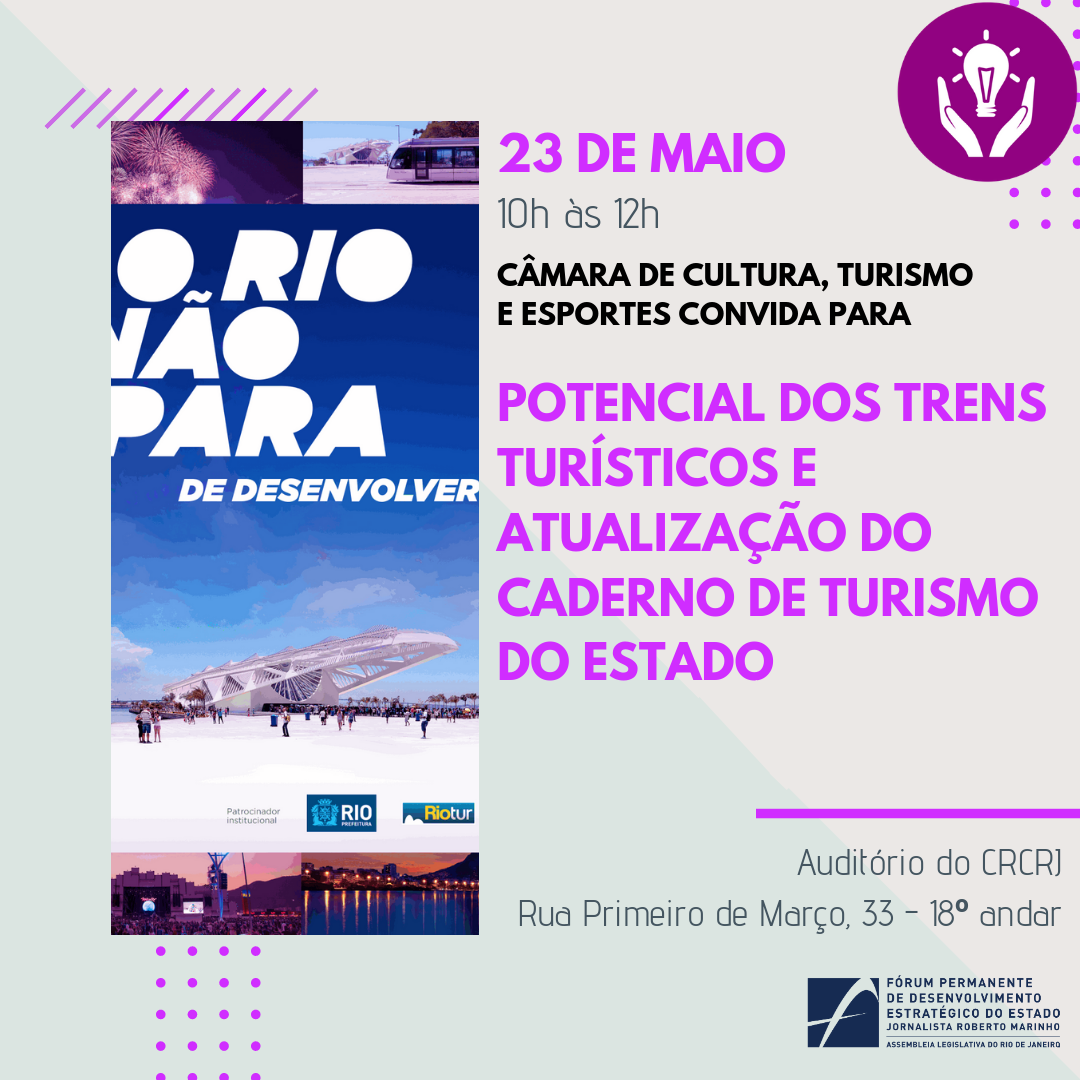 23 DE MAIO
10h às 12h
CÂMARA DE CULTURA, TURISMO
E ESPORTES CONVIDA PARA
POTENCIAL DOS TRENS
TURÍSTICOS E
ATUALIZAÇÃO DO
CADERNO DE TURISMO
DO ESTADO
O RIO
NÃO
PARA
DE DESENVOLVER
Patrocinador
institucional
RIO
PREFEITURA
Riotur
Auditório do CRCRJ
Rua Primeiro de Março, 33 - 18º andar
FÓRUM PERMANENTE
DE DESENVOLVIMENTO
ESTRATÉGICO DO ESTADO
JORNALISTA ROBERTO MARINHO
ASSEMBLEIA LEGISLATIVA DO RIO DE JANEIRO